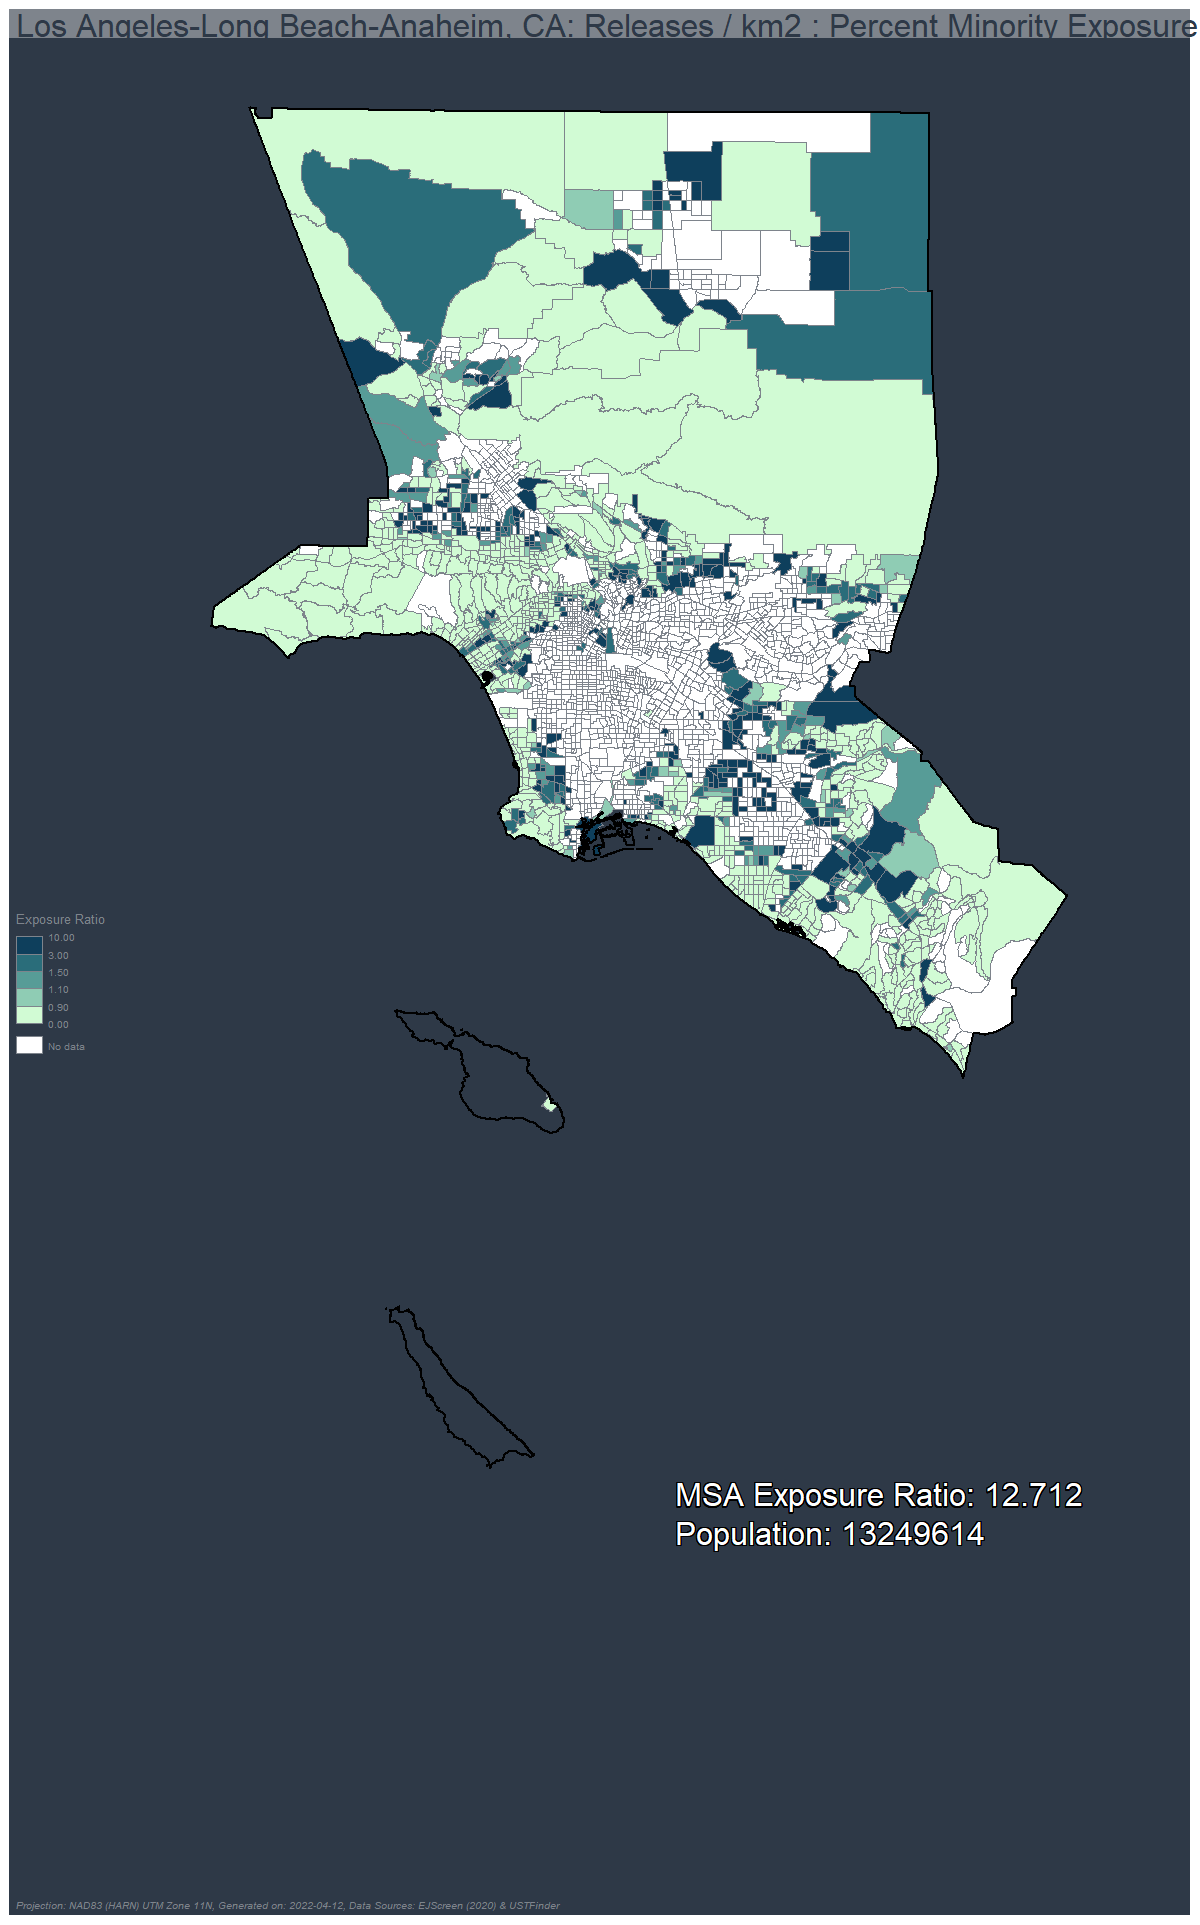 Los Angeles-Long Beach-Anaheim, CA: Releases / km2 : Percent Minority Exposure
Exposure Ratio
10.00
3.00
1.50
1.10
0.90
0.00
No data
MSA Exposure Ratio: 12.712
Population: 13249614
Projection: NAD83 (HARN) UTM Zone 11N, Generated on: 2022-04-12, Data Sources: EJScreen (2020) & USTFinder